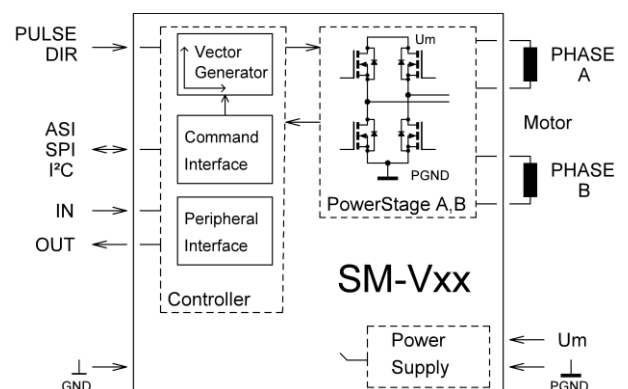 PULSE
DIR
Vector
Generator
Um
PHASE
A
ASI
SPI
I²C
Command
Interface
Motor
PGND
PHASE
B
IN
OUT
Peripheral
Interface
PowerStage A,B
SM-Vxx
Controller
Power
Supply
Um
GND
PGND